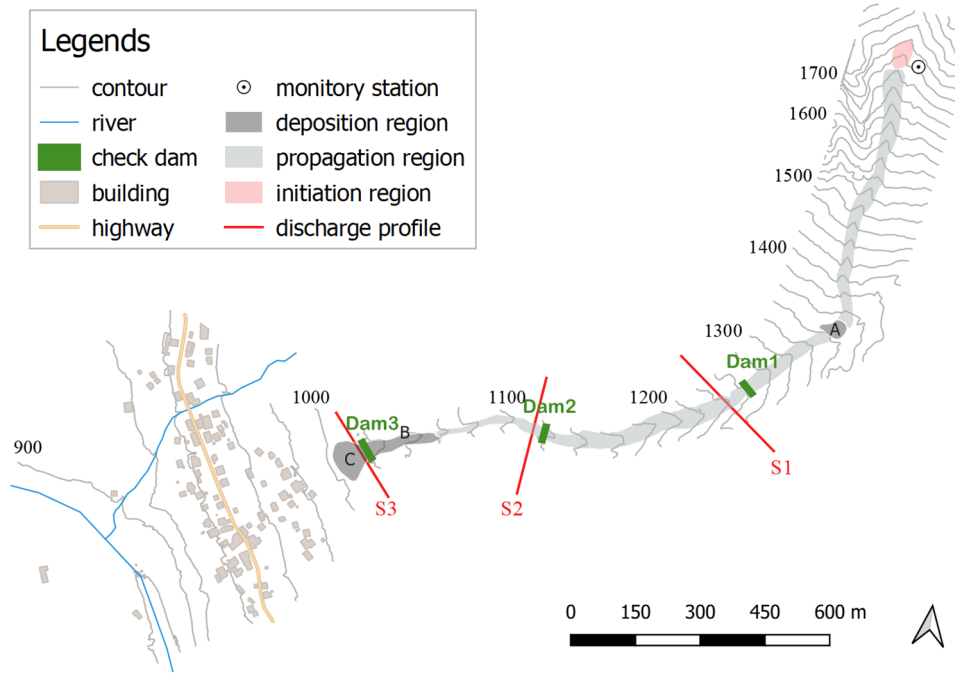 Legends
contour
monitory station
river
deposition region
check dam
propagation region
building
initiation region
highway
discharge profile
1700
1600
1500
1400
1300
A
Dam1
1200
1100
Dam2
1000
Dam3
B
C
900
S1
S2
S3
0 150 300 450 600 m